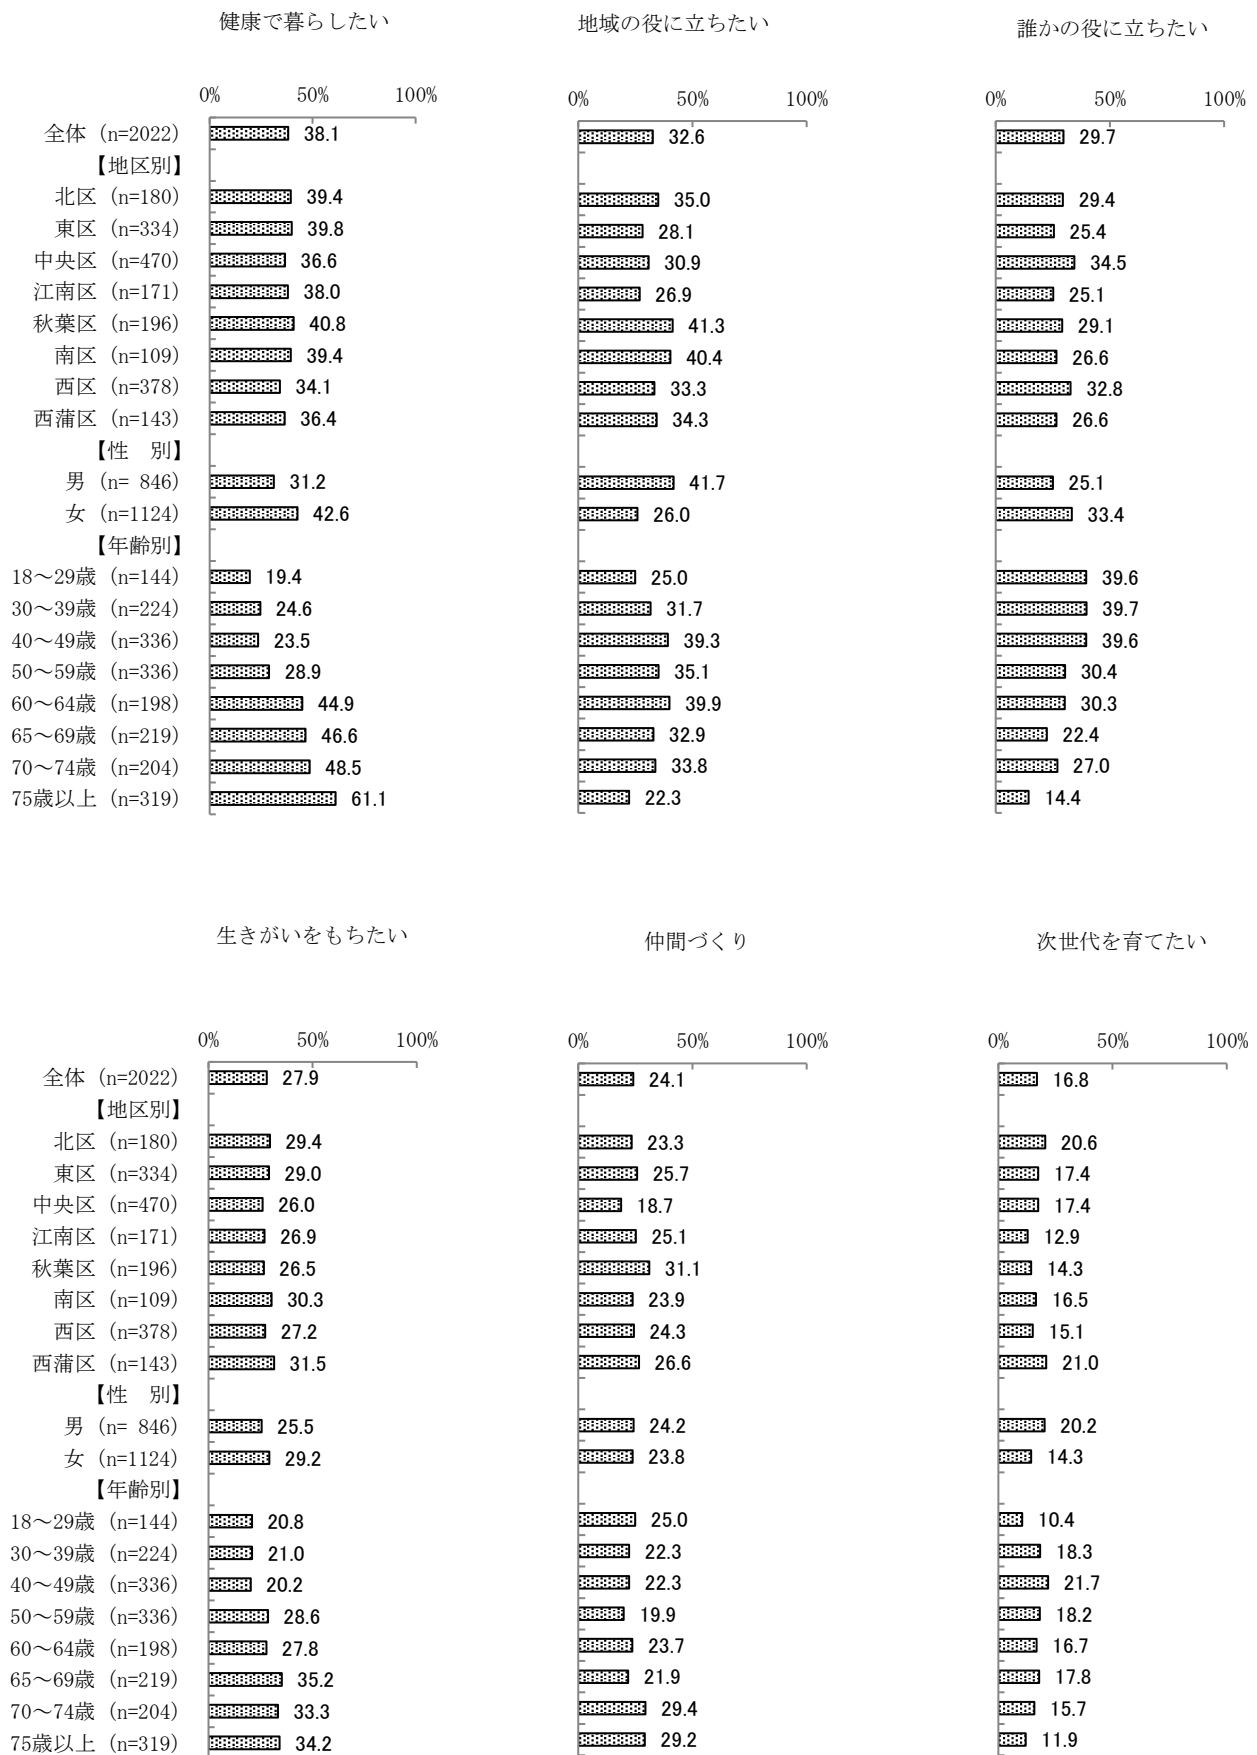 健康で暮らしたい
地域の役に立ちたい
誰かの役に立ちたい
0% 50% 100%
0% 50% 100%
0% 50% 100%
全体 (n=2022) 38.1 32.6 29.7
【地区別】
北区 (n=180) 39.4 35.0 29.4
東区 (n=334) 39.8 28.1 25.4
中央区 (n=470) 36.6 30.9 34.5
江南区 (n=171) 38.0 26.9 25.1
秋葉区 (n=196) 40.8 41.3 29.1
南区 (n=109) 39.4 40.4 26.6
西区 (n=378) 34.1 33.3 32.8
西蒲区 (n=143) 36.4 34.3 26.6
【性　別】
男 (n= 846) 31.2 41.7 25.1
女 (n=1124) 42.6 26.0 33.4
【年齢別】
18～29歳 (n=144) 19.4 25.0 39.6
30～39歳 (n=224) 24.6 31.7 39.7
40～49歳 (n=336) 23.5 39.3 39.6
50～59歳 (n=336) 28.9 35.1 30.4
60～64歳 (n=198) 44.9 39.9 30.3
65～69歳 (n=219) 46.6 32.9 22.4
70～74歳 (n=204) 48.5 33.8 27.0
75歳以上 (n=319) 61.1 22.3 14.4
生きがいをもちたい
仲間づくり
次世代を育てたい
0% 50% 100%
0% 50% 100%
0% 50% 100%
全体 (n=2022) 27.9 24.1 16.8
【地区別】
北区 (n=180) 29.4 23.3 20.6
東区 (n=334) 29.0 25.7 17.4
中央区 (n=470) 26.0 18.7 17.4
江南区 (n=171) 26.9 25.1 12.9
秋葉区 (n=196) 26.5 31.1 14.3
南区 (n=109) 30.3 23.9 16.5
西区 (n=378) 27.2 24.3 15.1
西蒲区 (n=143) 31.5 26.6 21.0
【性　別】
男 (n= 846) 25.5 24.2 20.2
女 (n=1124) 29.2 23.8 14.3
【年齢別】
18～29歳 (n=144) 20.8 25.0 10.4
30～39歳 (n=224) 21.0 22.3 18.3
40～49歳 (n=336) 20.2 22.3 21.7
50～59歳 (n=336) 28.6 19.9 18.2
60～64歳 (n=198) 27.8 23.7 16.7
65～69歳 (n=219) 35.2 21.9 17.8
70～74歳 (n=204) 33.3 29.4 15.7
75歳以上 (n=319) 34.2 29.2 11.9